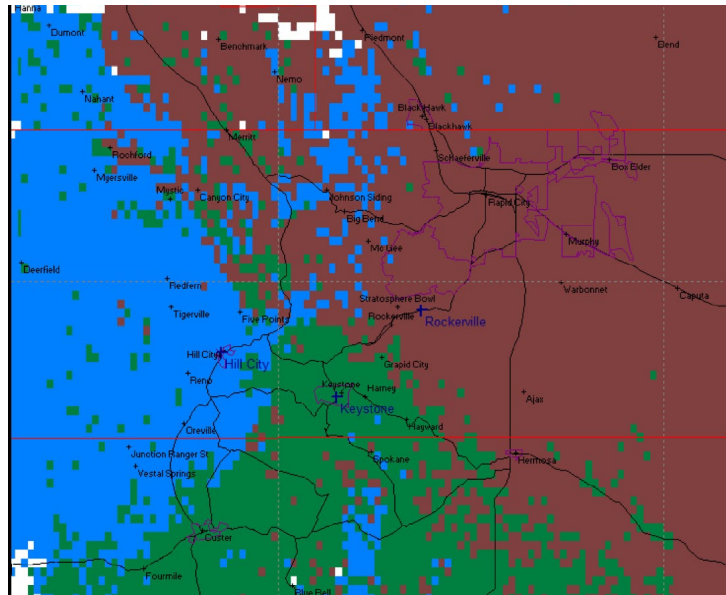 Hanna
Dumont
Benchmark
Piedmont
Bend
Nemo
Nahant
Black Hawk
Blackhawk
Merritt
Rochford
Schaeferville
Box Elder
Myersville
Mystic
Canyon City
Johnson Siding
Rapid City
Big Bend
Murphy
Mc Gee
Deerfield
Redfern
Warbonnet
Caputa
Stratosphere Bowl
Tigerville
Five Points
Rockerville
Rockerville
Hill City
Hill City
Grapid City
Reno
Keystone
Harney
Ajax
Keystone
Oreville
Hayward
Junction Ranger St
Spokane
Hermosa
Vestal Springs
Custer
Fourmile
Blue Bell